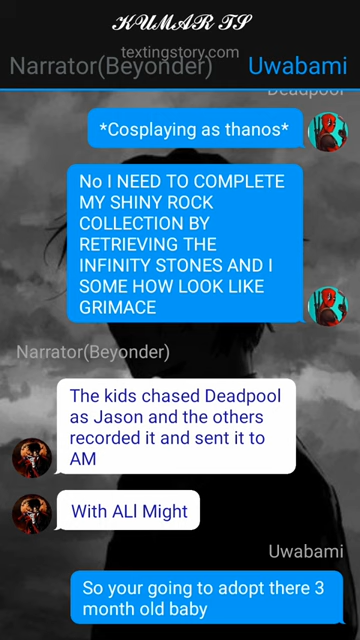 𝒦𝒰𝑀𝒜𝑅 𝒯𝒮
textingstory.com
Narrator(Beyonder) Uwabami
Deadpool
*Cosplaying as thanos*
No I NEED TO COMPLETE
MY SHINY ROCK
COLLECTION BY
RETRIEVING THE
INFINITY STONES AND I
SOME HOW LOOK LIKE
GRIMACE
Narrator(Beyonder)
The kids chased Deadpool
as Jason and the others
recorded it and sent it to
AM
With ALl Might
Uwabami
So your going to adopt there 3
month old baby